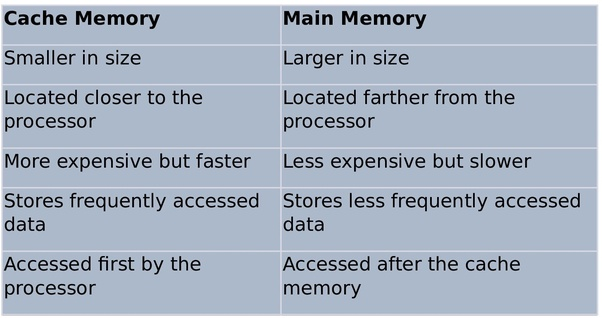 Cache Memory
Main Memory
Smaller in size
Larger in size
Located closer to the
processor
Located farther from the
processor
More expensive but faster
Less expensive but slower
Stores frequently accessed
data
Stores less frequently accessed
data
Accessed first by the
processor
Accessed after the cache
memory